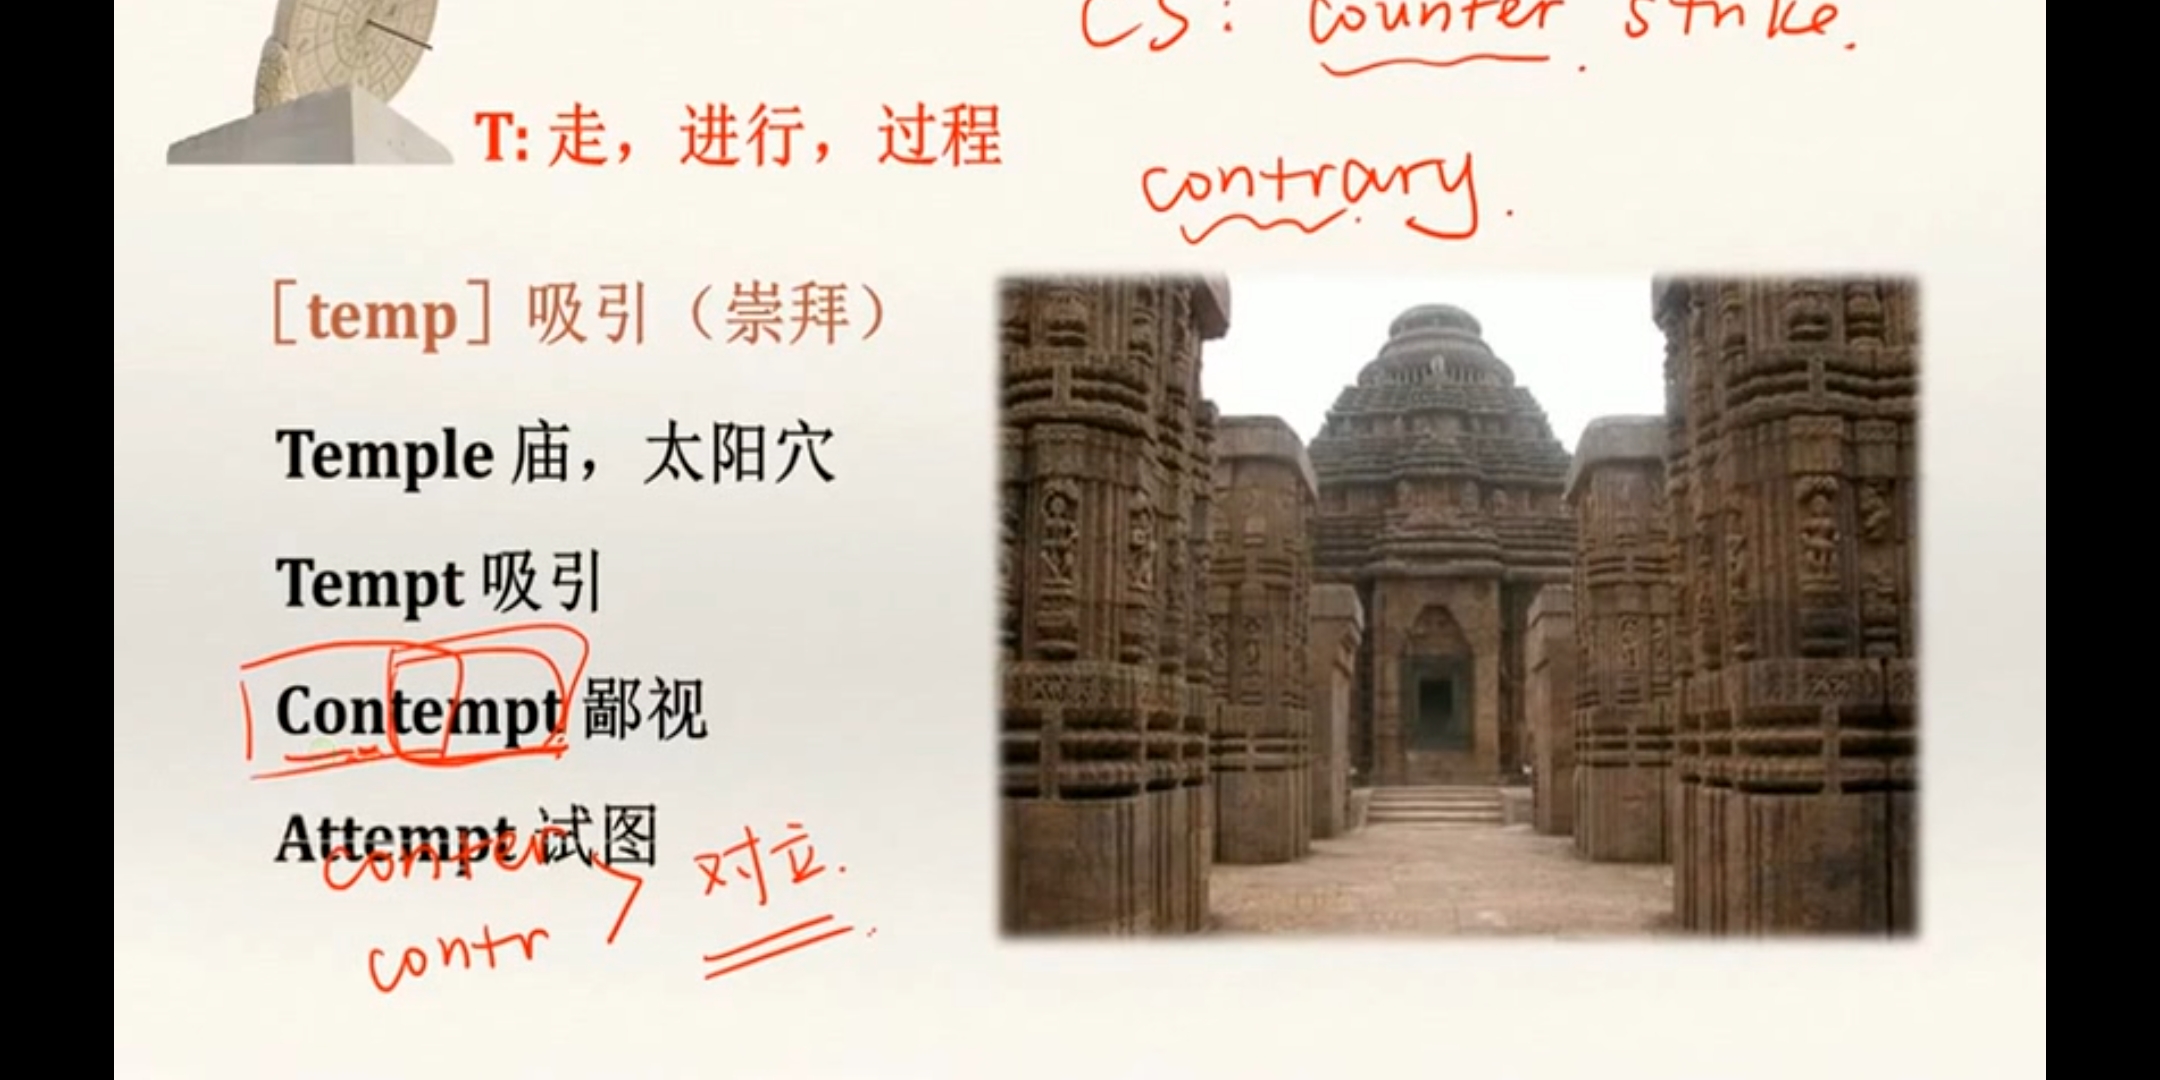 CS: counter strike.
T: 走，进行，过程
contrary.
［temp］吸引（崇拜）
Temple 庙，太阳穴
Tempt 吸引
Contempt 鄙视
Attempt 试图
conter
对立.
contr